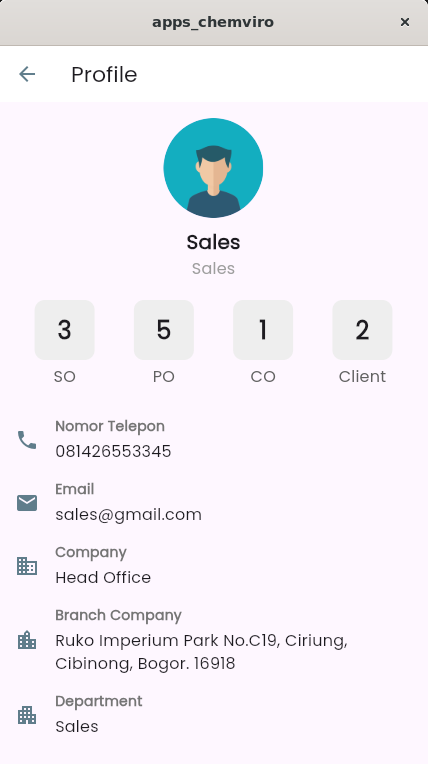 apps_chemviro
Profile
Sales
Sales
3 5 1 2
SO PO CO Client
Nomor Telepon
081426553345
Email
sales@gmail.com
Company
Head Office
Branch Company
Ruko Imperium Park No.C19, Ciriung,
Cibinong, Bogor. 16918
Department
Sales